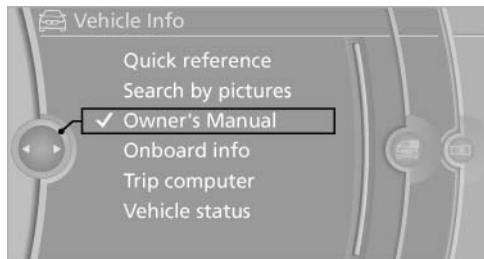 Vehicle Info
Quick reference
Search by pictures
Owner's Manual
Onboard info
Trip computer
Vehicle status